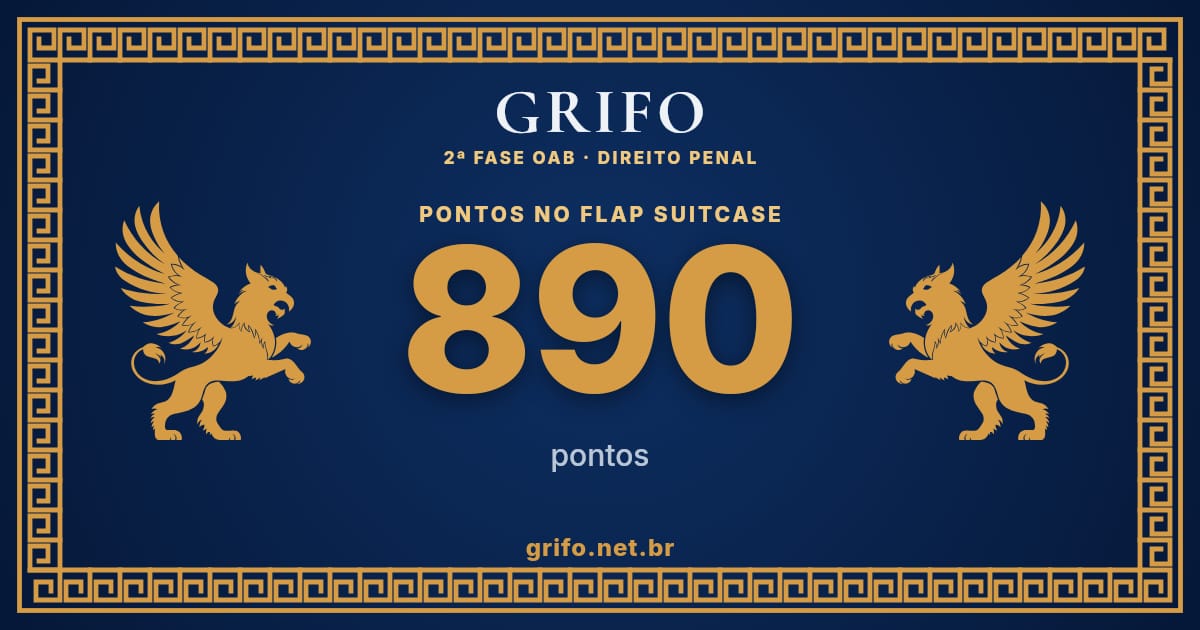 GRIFO
2ª FASE OAB · DIREITO PENAL
PONTOS NO FLAP SUITCASE
890
pontos
grifo.net.br